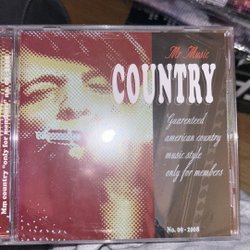 Mr Music
COUNTRY
Guarenteed
american country
music style
only for members
No. 09 - 2008
Mm country "only for members"